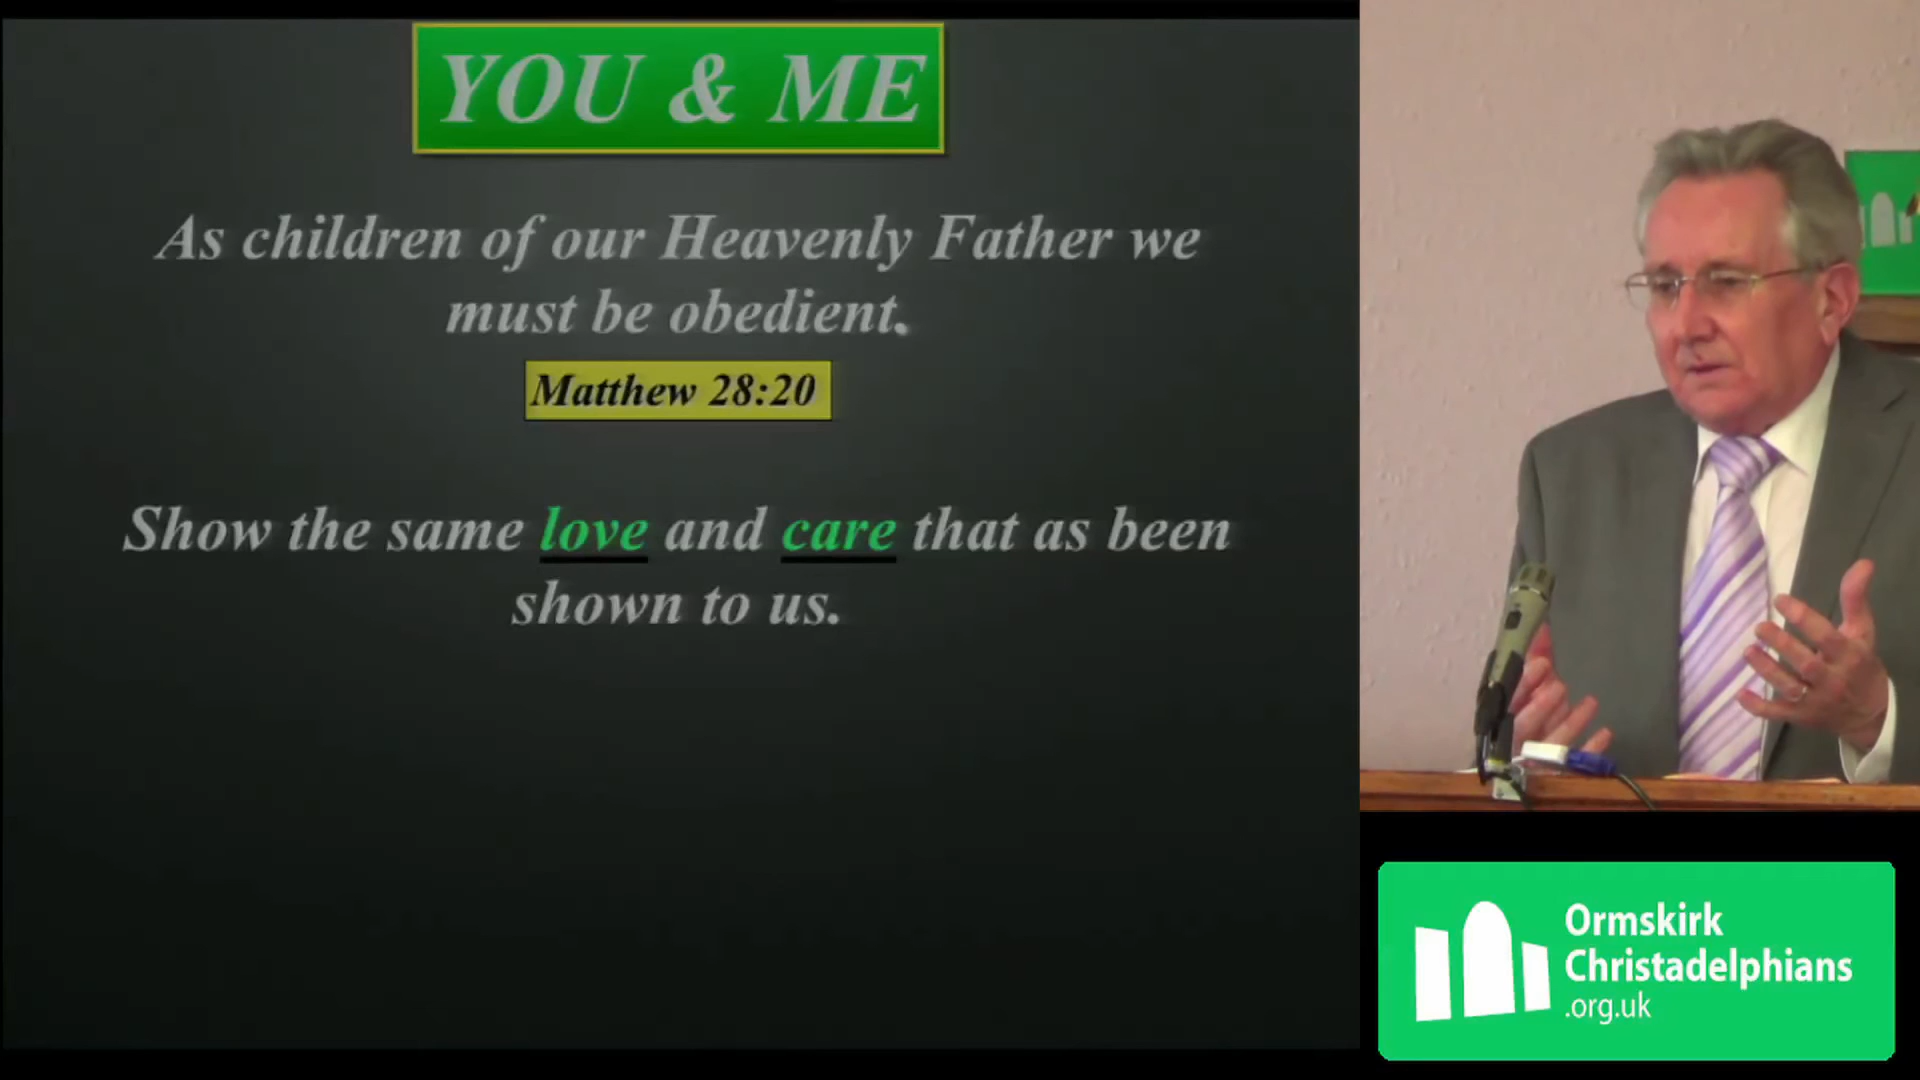 YOU & ME
As children of our Heavenly Father we
must be obedient.
Matthew 28:20
Show the same love and care that as been
shown to us.
Ormskirk
Christadelphians
.org.uk